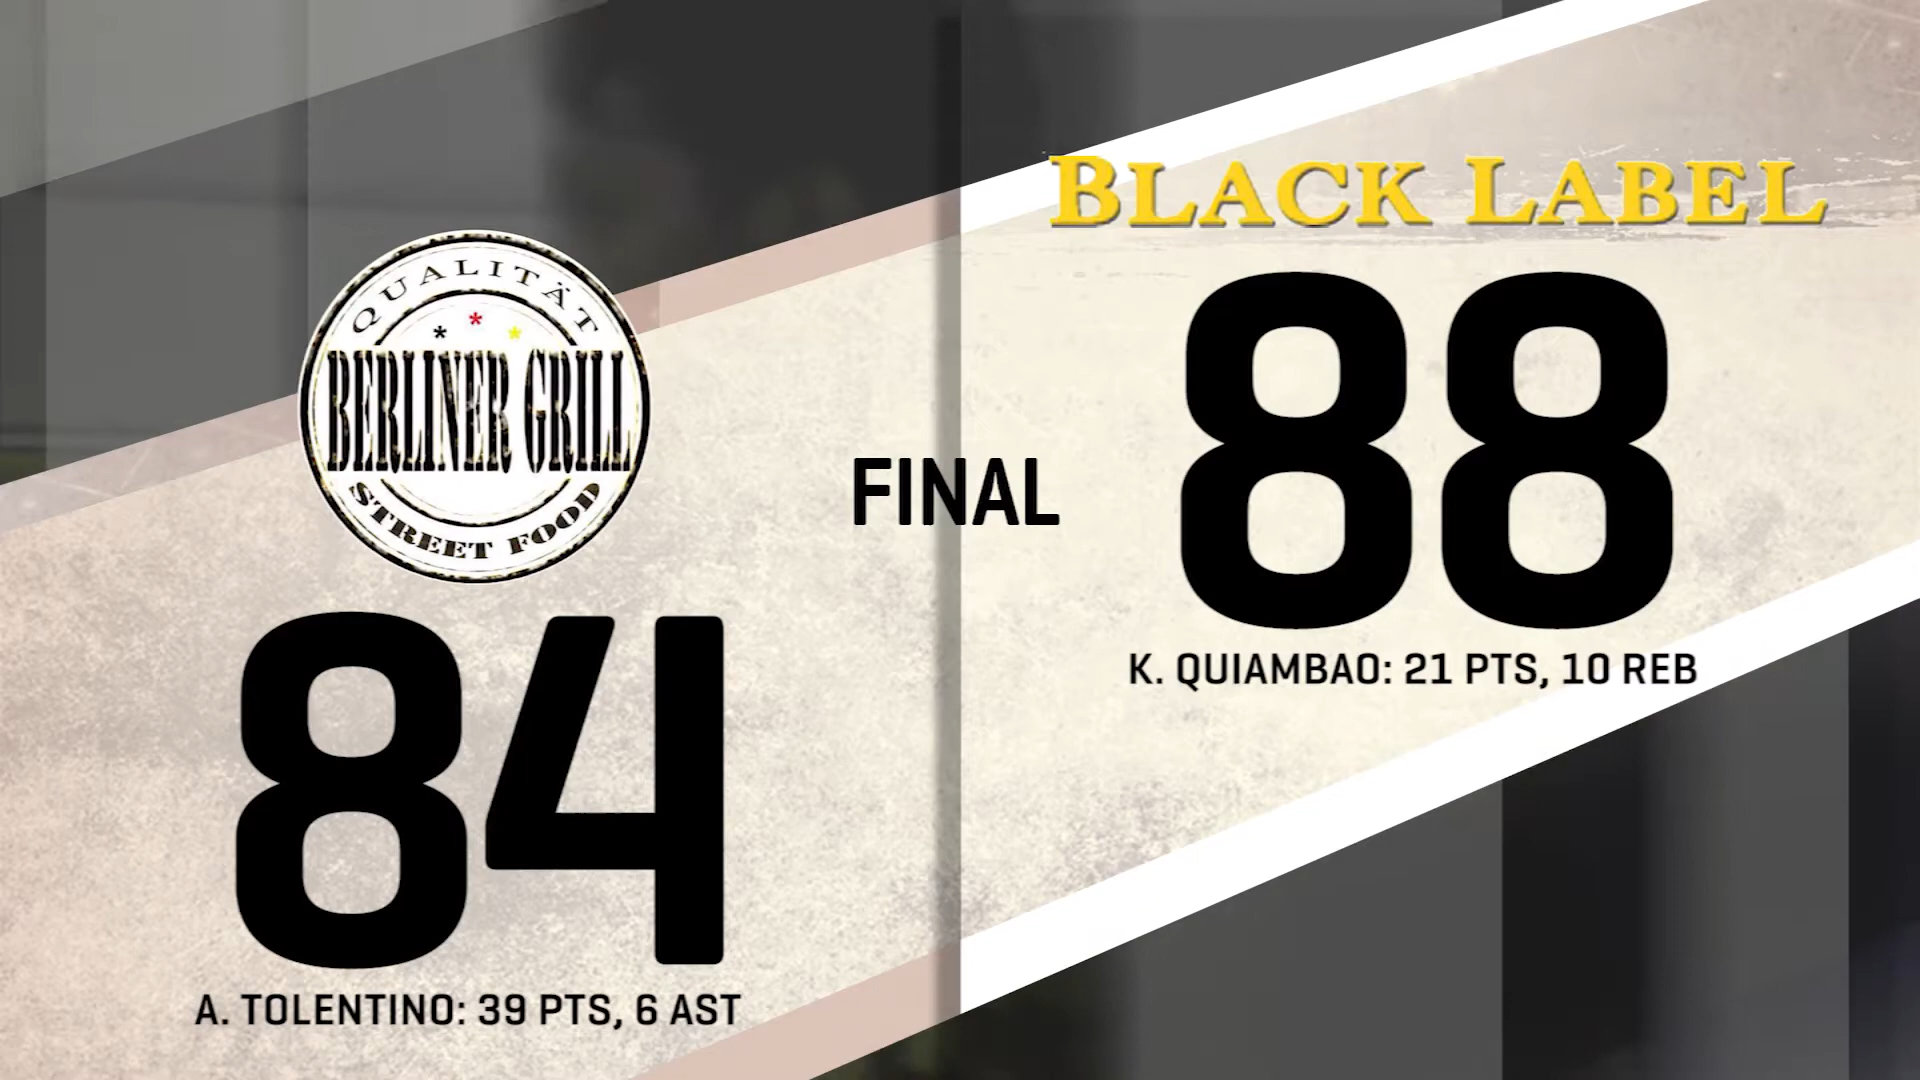 QUALITÄT
BERLINER GRILL
STREET FOOD
84
A. TOLENTINO: 39 PTS, 6 AST
FINAL
BLACK LABEL
88
K. QUIAMBAO: 21 PTS, 10 REB